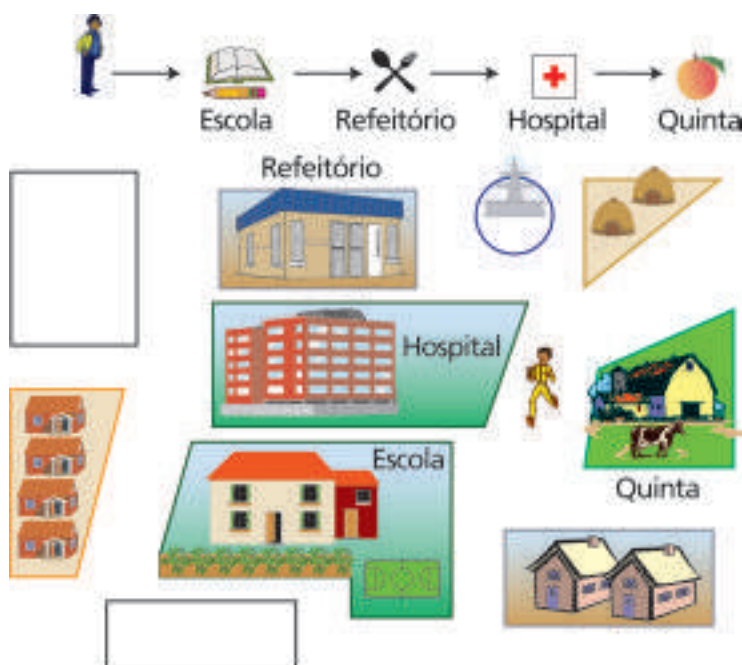 Escola Refeitório Hospital Quinta
Refeitório
Hospital
Escola
Quinta